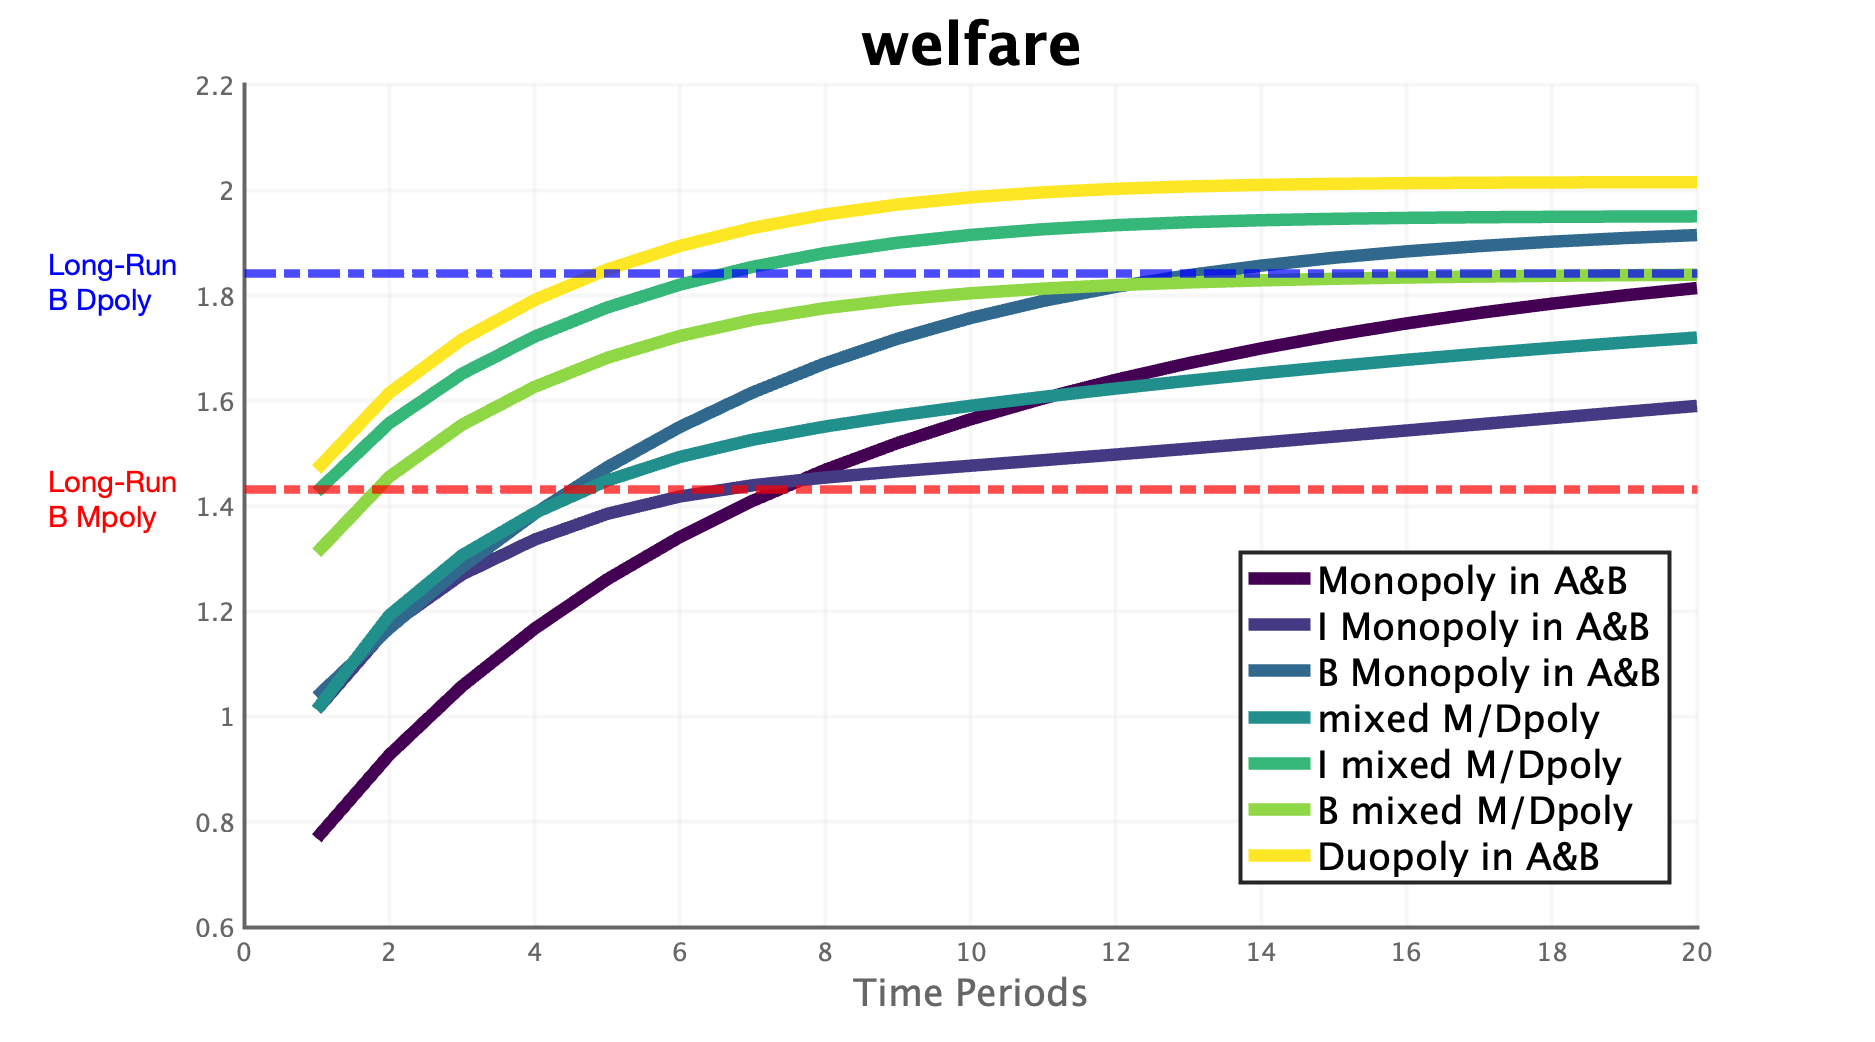 welfare
2.2
2
1.8
1.6
1.4
1.2
1
0.8
0.6
Long-Run
B Dpoly
Long-Run
B Mpoly
Monopoly in A&B
I Monopoly in A&B
B Monopoly in A&B
mixed M/Dpoly
I mixed M/Dpoly
B mixed M/Dpoly
Duopoly in A&B
0 2 4 6 8 10 12 14 16 18 20
Time Periods